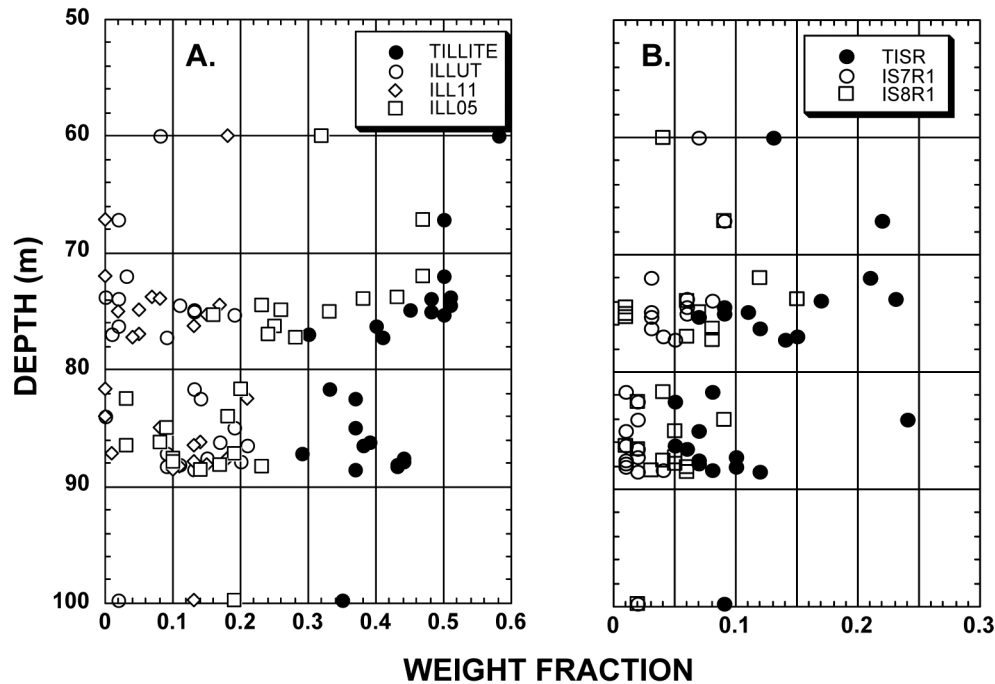 A.
TILLITE
ILLUT
ILL11
ILL05
B.
TISR
IS7R1
IS8R1
DEPTH (m)
50
60
70
80
90
100
0 0.1 0.2 0.3 0.4 0.5 0.6
0 0.1 0.2 0.3
WEIGHT FRACTION